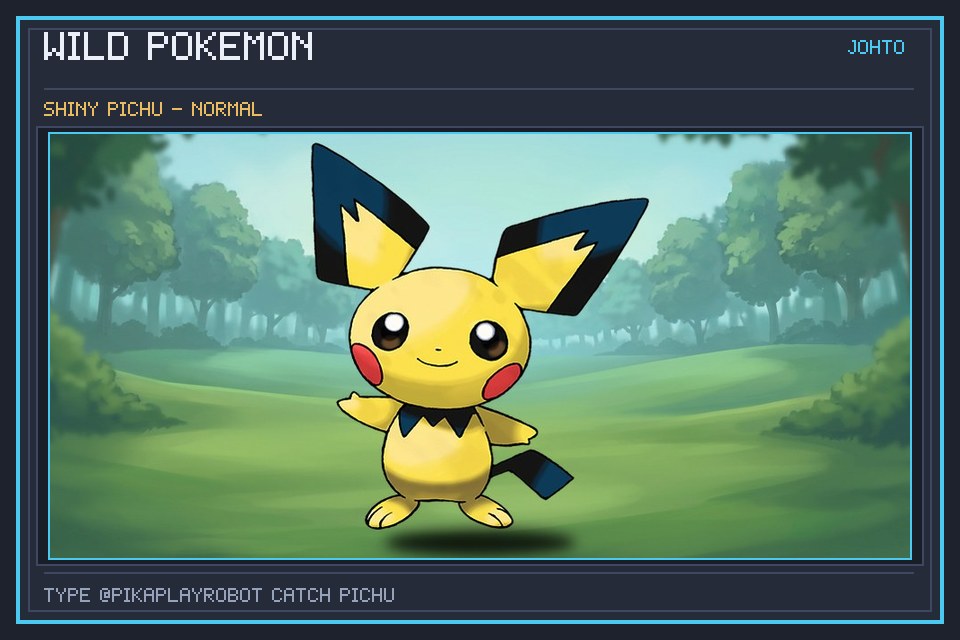 WILD POKEMON
JOHTO
SHINY PICHU - NORMAL
TYPE @PIKAPLAYROBOT CATCH PICHU